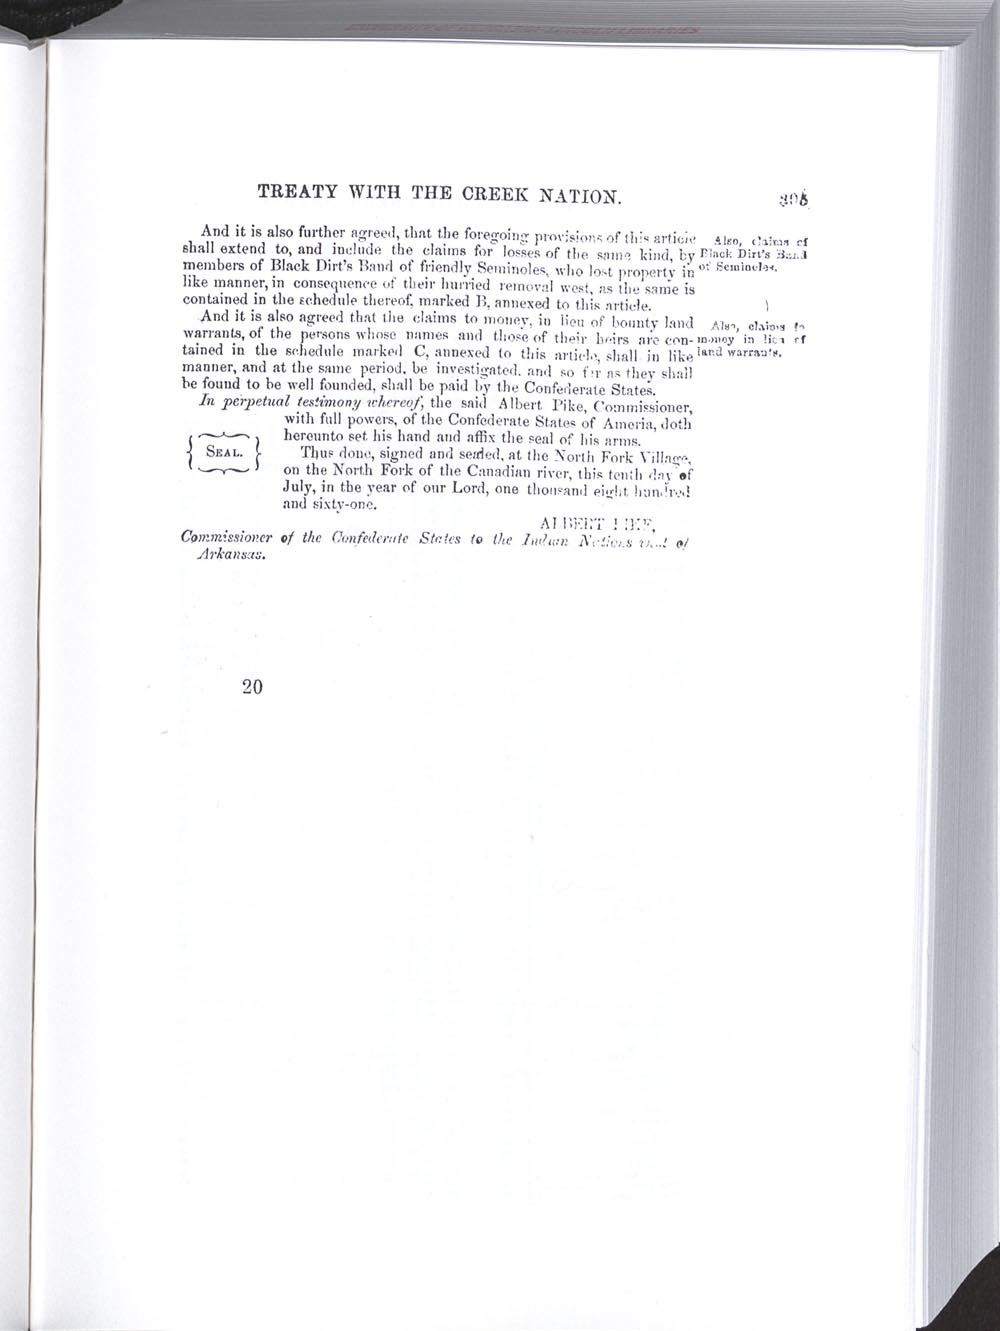 TREATY WITH THE CREEK NATION. 305
And it is also further agreed, that the foregoing provisions of this article
shall extend to, and include the claims for losses of the same kind, by
members of Black Dirt's Band of friendly Seminoles, who lost property in
like manner, in consequence of their hurried removal west, as the same is
contained in the schedule thereof, marked B, annexed to this article.
Also, claims of
Black Dirt's Band
of Seminoles.
And it is also agreed that the claims to money, in lieu of bounty land
warrants, of the persons whose names and those of their heirs are con-
tained in the schedule marked C, annexed to this article, shall in like
manner, and at the same period, be investigated, and so far as they shall
be found to be well founded, shall be paid by the Confederate States.
Also, claims to
money in lieu of
land warrants.
In perpetual testimony whereof, the said Albert Pike, Commissioner,
with full powers, of the Confederate States of Ameria, doth
hereunto set his hand and affix the seal of his arms.
SEAL.
Thus done, signed and sealed, at the North Fork Village,
on the North Fork of the Canadian river, this tenth day of
July, in the year of our Lord, one thousand eight hundred
and sixty-one.
ALBERT PIKE,
Commissioner of the Confederate States to the Indian Nations west of
Arkansas.
20